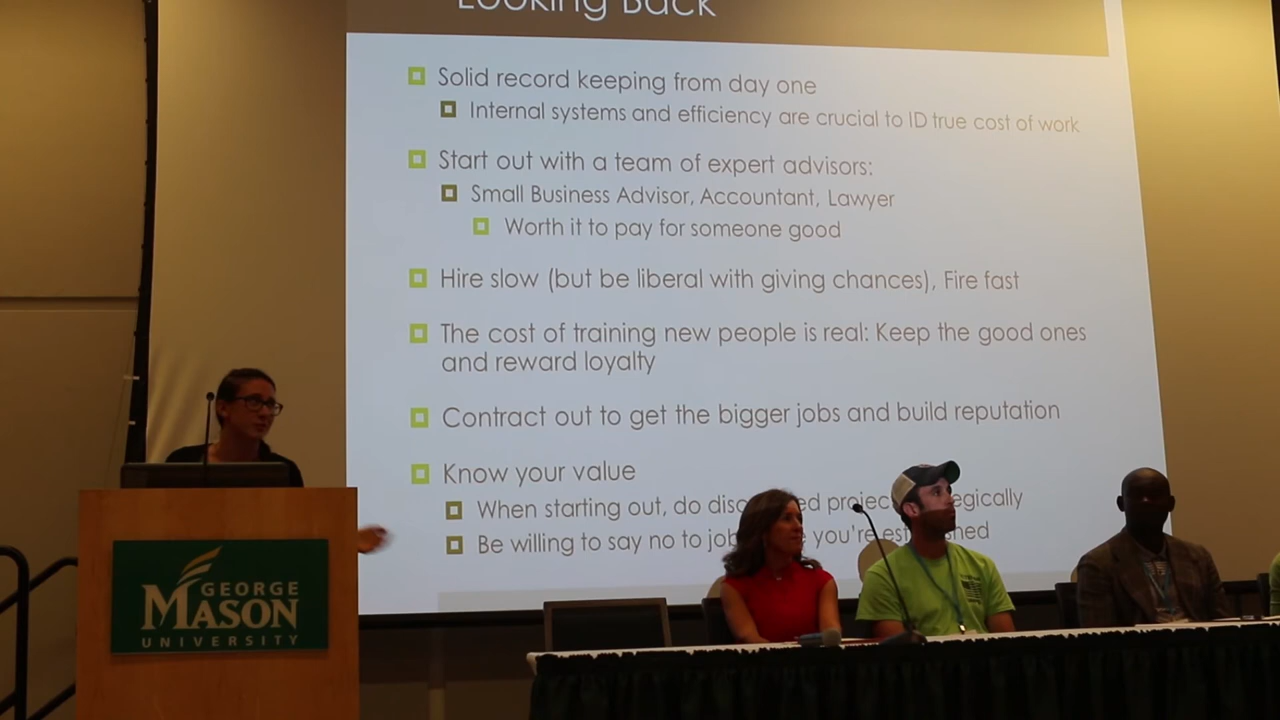 Looking Back
Solid record keeping from day one
Internal systems and efficiency are crucial to ID true cost of work
Start out with a team of expert advisors:
Small Business Advisor, Accountant, Lawyer
Worth it to pay for someone good
Hire slow (but be liberal with giving chances), Fire fast
The cost of training new people is real: Keep the good ones
and reward loyalty
Contract out to get the bigger jobs and build reputation
Know your value
When starting out, do
Be willing to say no to you're
GEORGE
MASON
UNIVERSITY